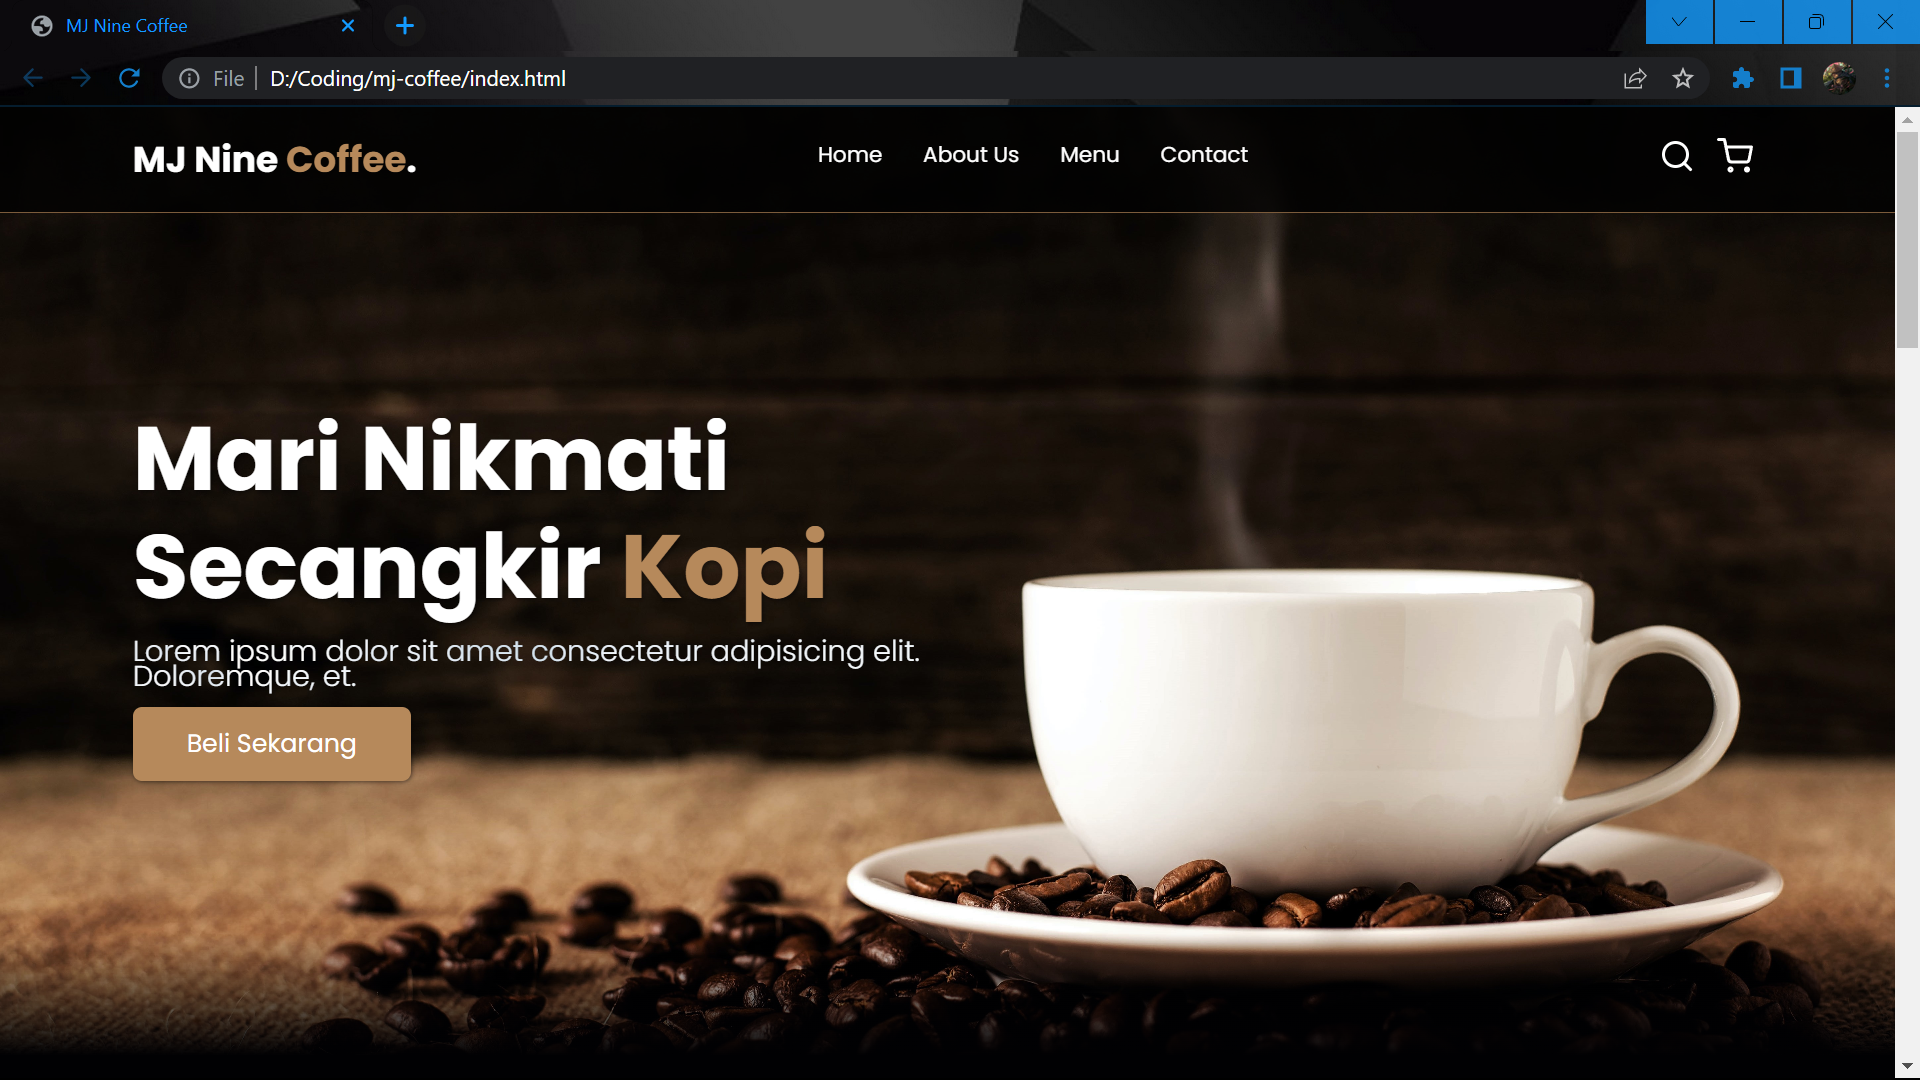 MJ Nine Coffee
File
D:/Coding/mj-coffee/index.html
MJ Nine Coffee.
Home
About Us
Menu
Contact
Mari Nikmati
Secangkir Kopi
Lorem ipsum dolor sit amet consectetur adipisicing elit.
Doloremque, et.
Beli Sekarang